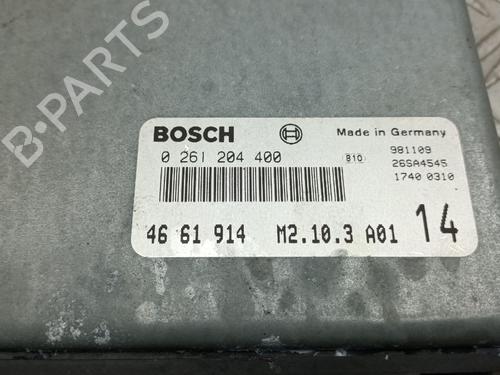 B-PARTS
BOSCH Made in Germany
0 261 204 400 B10 981109
26SA4545
1740 0310
46 61 914 M2.10.3 A01 14